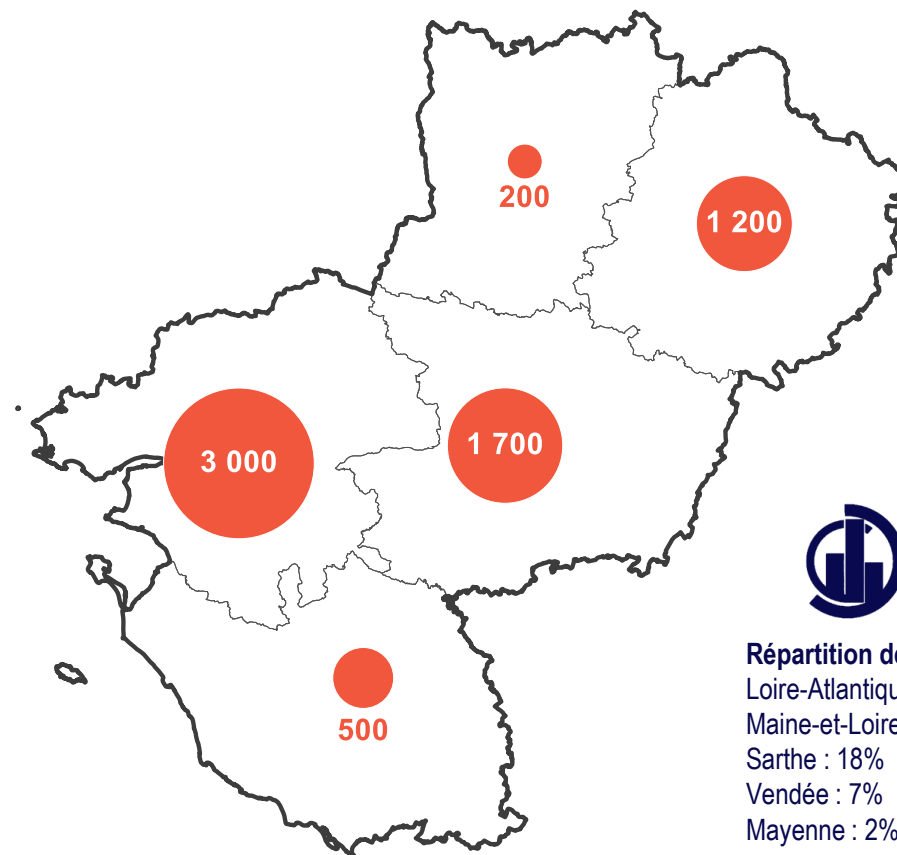 200
1 200
3 000
1 700
500
Répartition de
Loire-Atlantiqu
Maine-et-Loire
Sarthe : 18%
Vendée : 7%
Mayenne : 2%